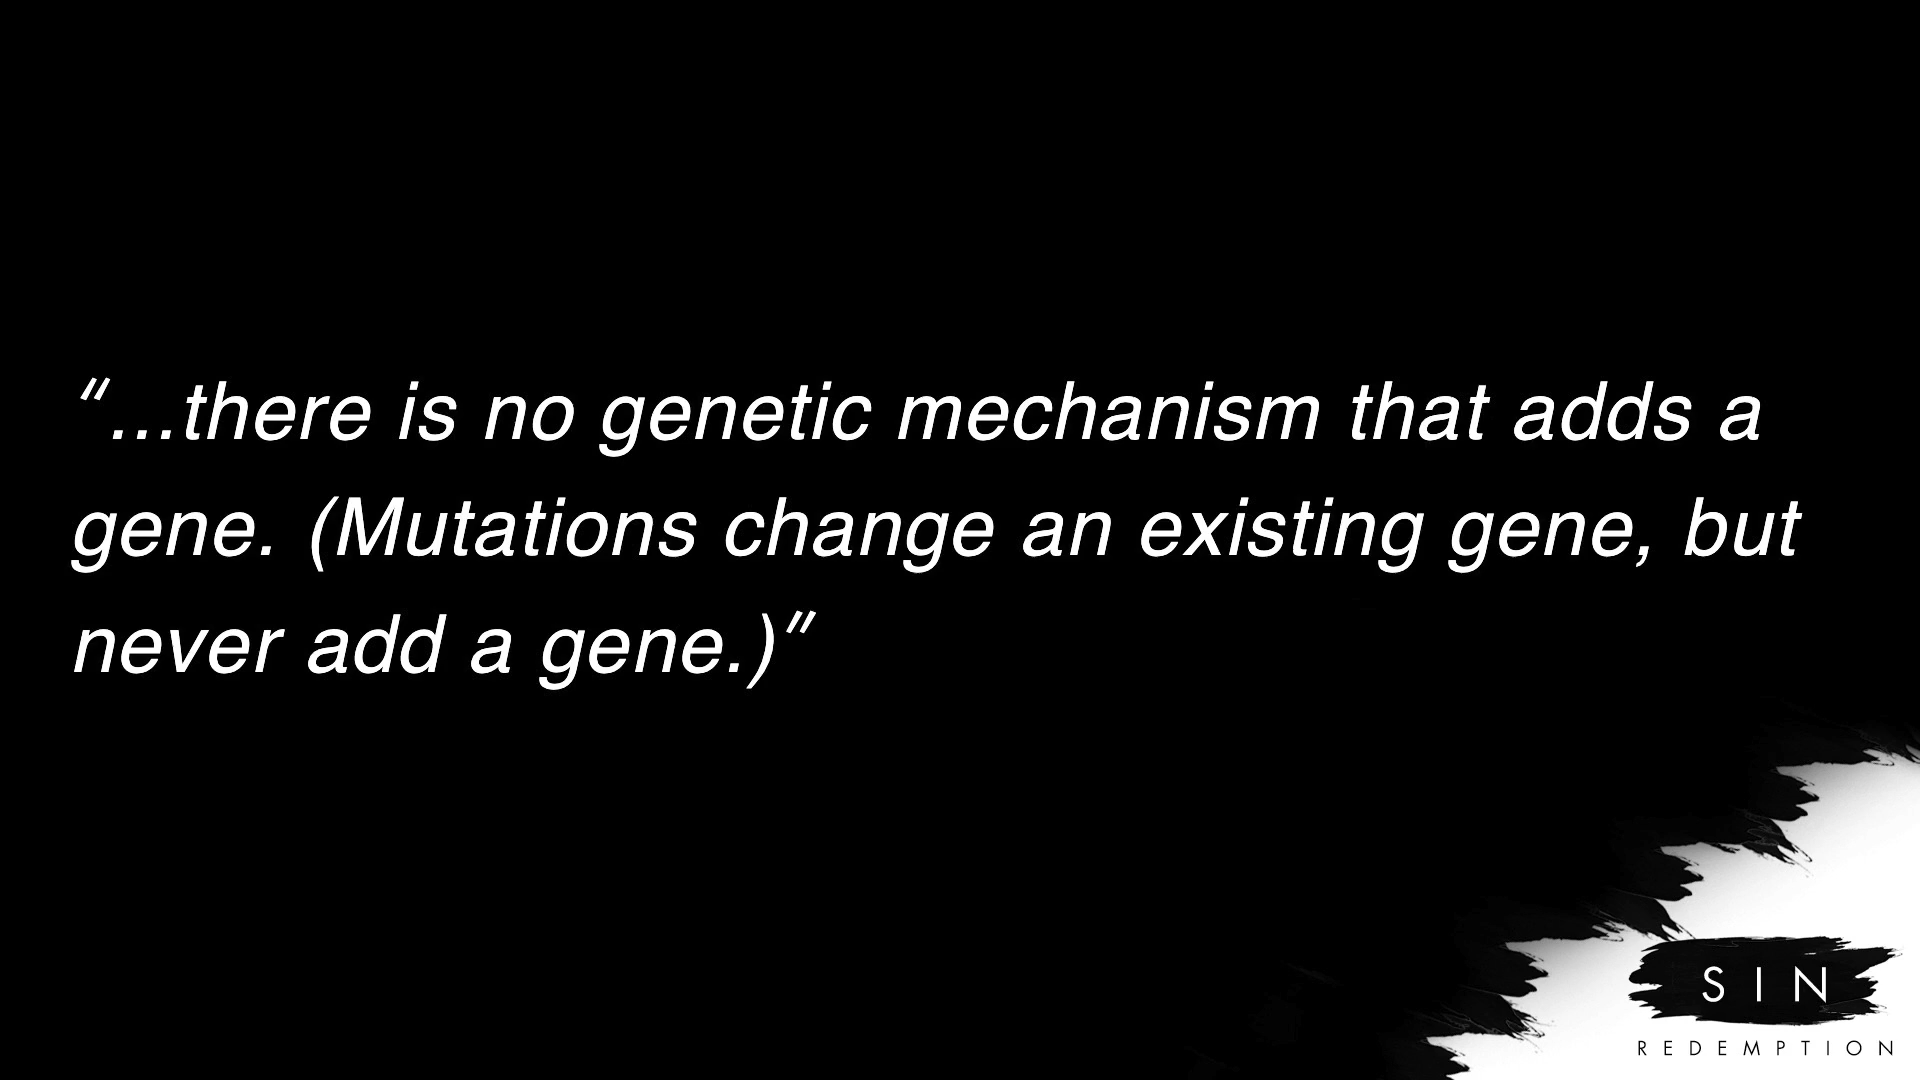 “...there is no genetic mechanism that adds a
gene. (Mutations change an existing gene, but
never add a gene.)”
SIN
REDEMPTION